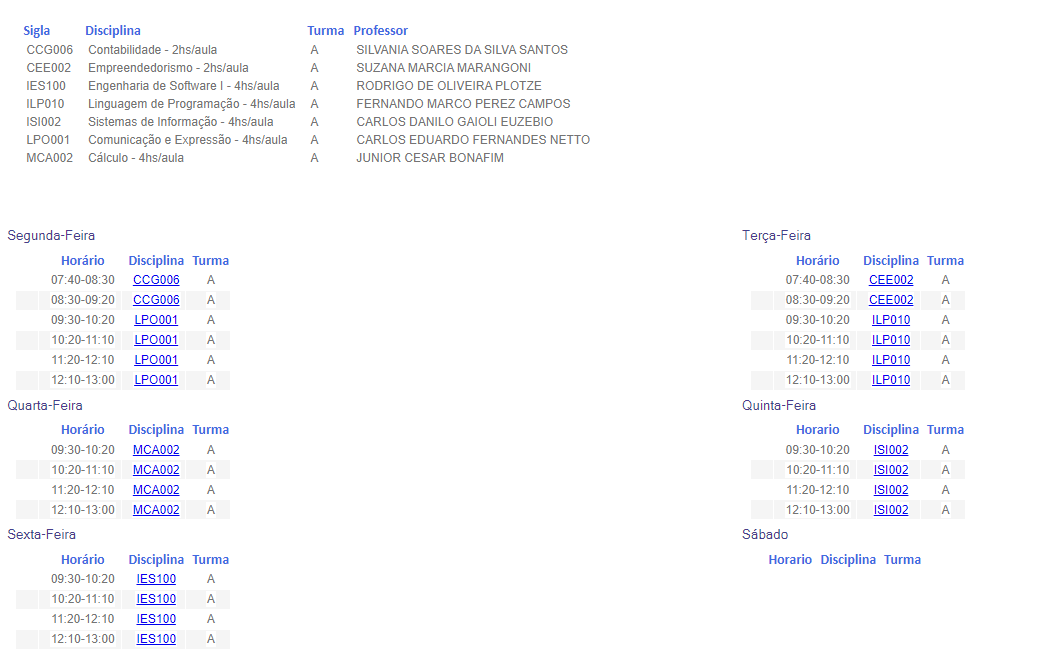 Sigla Disciplina Turma Professor
CCG006 Contabilidade - 2hs/aula A SILVANIA SOARES DA SILVA SANTOS
CEE002 Empreendedorismo - 2hs/aula A SUZANA MARCIA MARANGONI
IES100 Engenharia de Software I - 4hs/aula A RODRIGO DE OLIVEIRA PLOTZE
ILP010 Linguagem de Programação - 4hs/aula A FERNANDO MARCO PEREZ CAMPOS
ISI002 Sistemas de Informação - 4hs/aula A CARLOS DANILO GAIOLI EUZEBIO
LPO001 Comunicação e Expressão - 4hs/aula A CARLOS EDUARDO FERNANDES NETTO
MCA002 Cálculo - 4hs/aula A JUNIOR CESAR BONAFIM
Segunda-Feira
Horário Disciplina Turma
07:40-08:30 CCG006 A
08:30-09:20 CCG006 A
09:30-10:20 LPO001 A
10:20-11:10 LPO001 A
11:20-12:10 LPO001 A
12:10-13:00 LPO001 A
Terça-Feira
Horário Disciplina Turma
07:40-08:30 CEE002 A
08:30-09:20 CEE002 A
09:30-10:20 ILP010 A
10:20-11:10 ILP010 A
11:20-12:10 ILP010 A
12:10-13:00 ILP010 A
Quarta-Feira
Horário Disciplina Turma
09:30-10:20 MCA002 A
10:20-11:10 MCA002 A
11:20-12:10 MCA002 A
12:10-13:00 MCA002 A
Quinta-Feira
Horario Disciplina Turma
09:30-10:20 ISI002 A
10:20-11:10 ISI002 A
11:20-12:10 ISI002 A
12:10-13:00 ISI002 A
Sexta-Feira
Horário Disciplina Turma
09:30-10:20 IES100 A
10:20-11:10 IES100 A
11:20-12:10 IES100 A
12:10-13:00 IES100 A
Sábado
Horario Disciplina Turma